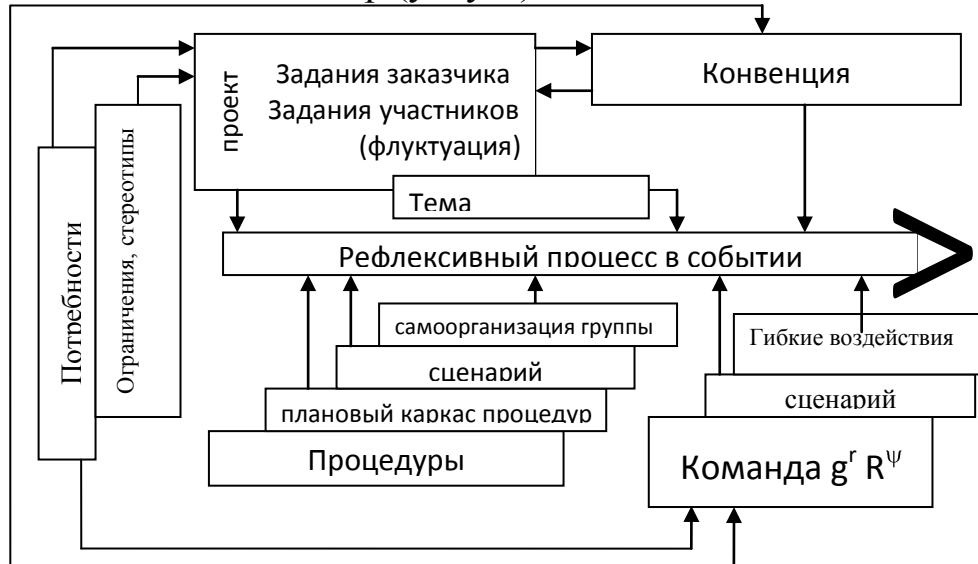 проект
Задания заказчика
Задания участников
(флуктуация)
Конвенция
Тема
Потребности
Ограничения, стереотипы
Рефлексивный процесс в событии
самоорганизация группы
сценарий
плановый каркас процедур
Процедуры
Гибкие воздействия
сценарий
Команда gʳ Rᵠ